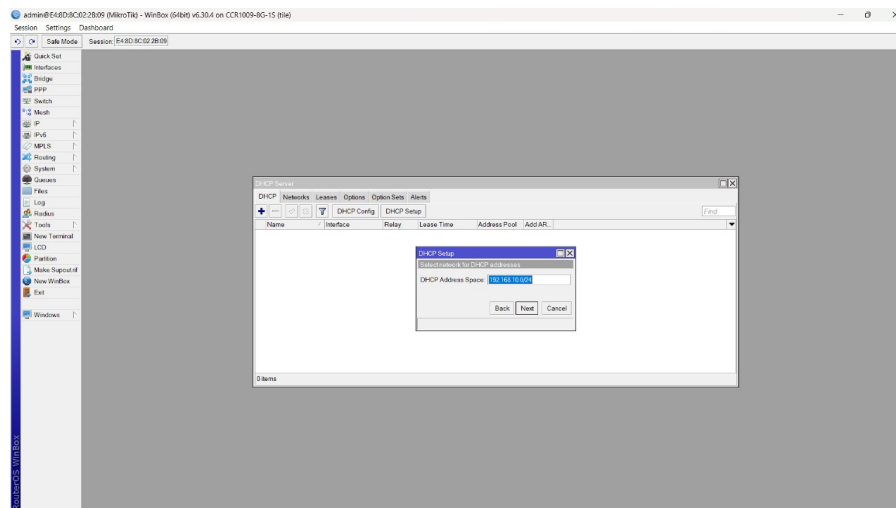 admin@E4:8D:8C:02:2B:09 (MikroTik) - WinBox (64bit) v6.30.4 on CCR1009-8G-1S (tile)
Session Settings Dashboard
Safe Mode Session: E4:8D:8C:02:2B:09
Quick Set
Interfaces
Bridge
PPP
Switch
Mesh
IP
IPv6
MPLS
Routing
System
Queues
Files
Log
Radius
Tools
New Terminal
LCD
Partition
Make Supout.rif
New WinBox
Exit
Windows
RouterOS WinBox
DHCP Server
DHCP Networks Leases Options Option Sets Alerts
DHCP Config DHCP Setup Find
Name Interface Relay Lease Time Address Pool Add AR...
DHCP Setup
Select network for DHCP addresses
DHCP Address Space: 192.168.10.0/24
Back Next Cancel
0 items